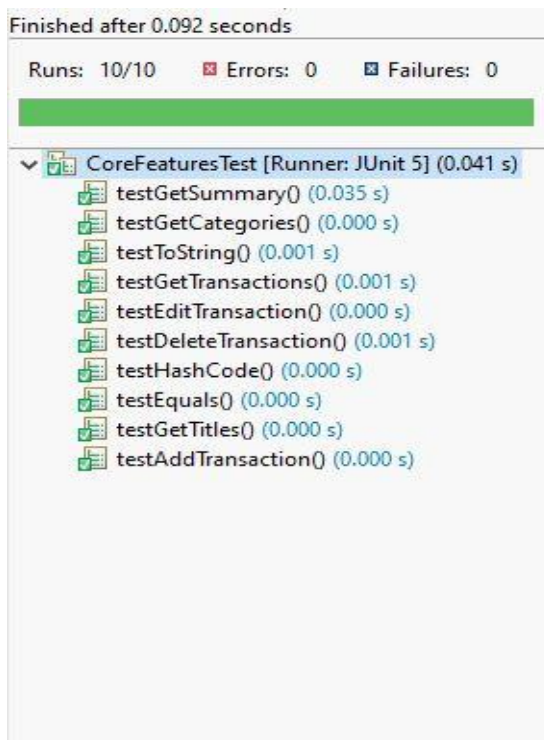 Finished after 0.092 seconds
Runs: 10/10 Errors: 0 Failures: 0
CoreFeaturesTest [Runner: JUnit 5] (0.041 s)
testGetSummary() (0.035 s)
testGetCategories() (0.000 s)
testToString() (0.001 s)
testGetTransactions() (0.001 s)
testEditTransaction() (0.000 s)
testDeleteTransaction() (0.001 s)
testHashCode() (0.000 s)
testEquals() (0.000 s)
testGetTitles() (0.000 s)
testAddTransaction() (0.000 s)